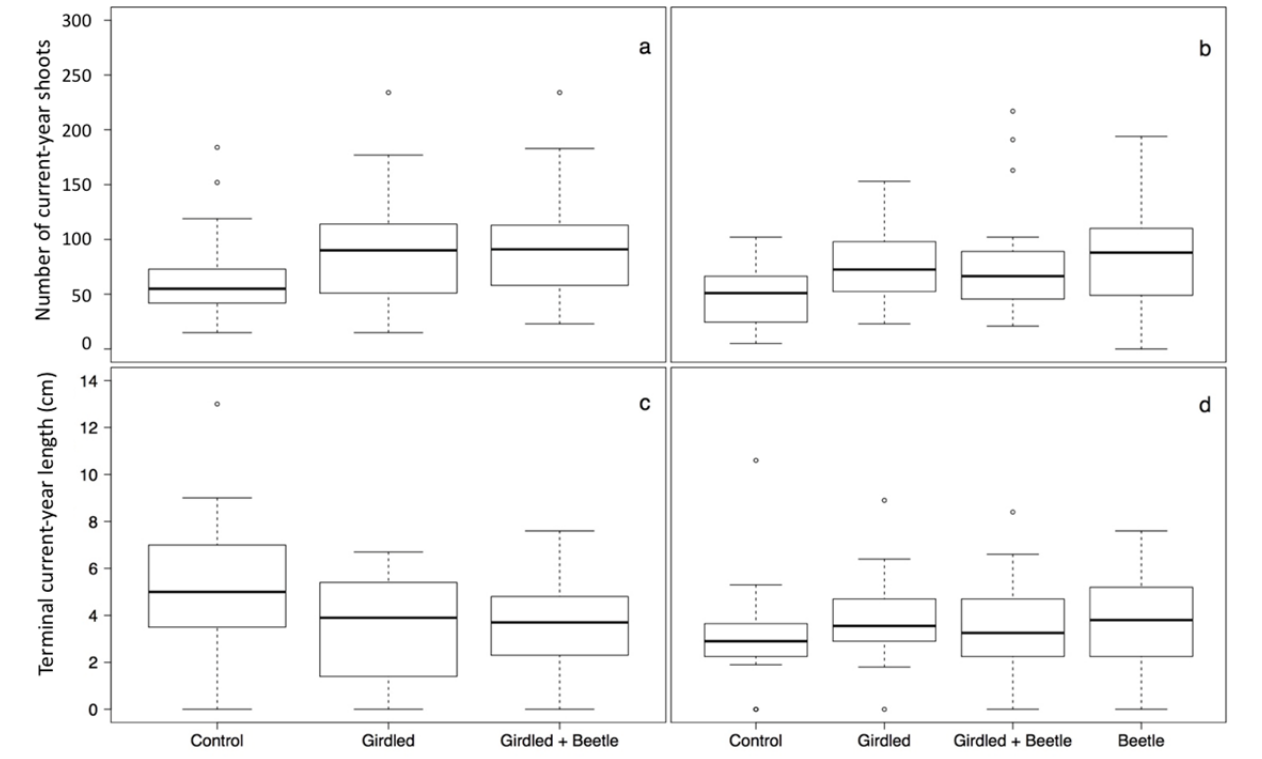 Number of current-year shoots
300
250
200
150
100
50
0
a
b
Terminal current-year length (cm)
14
12
10
8
6
4
2
0
c
d
Control Girdled Girdled + Beetle Control Girdled Girdled + Beetle Beetle